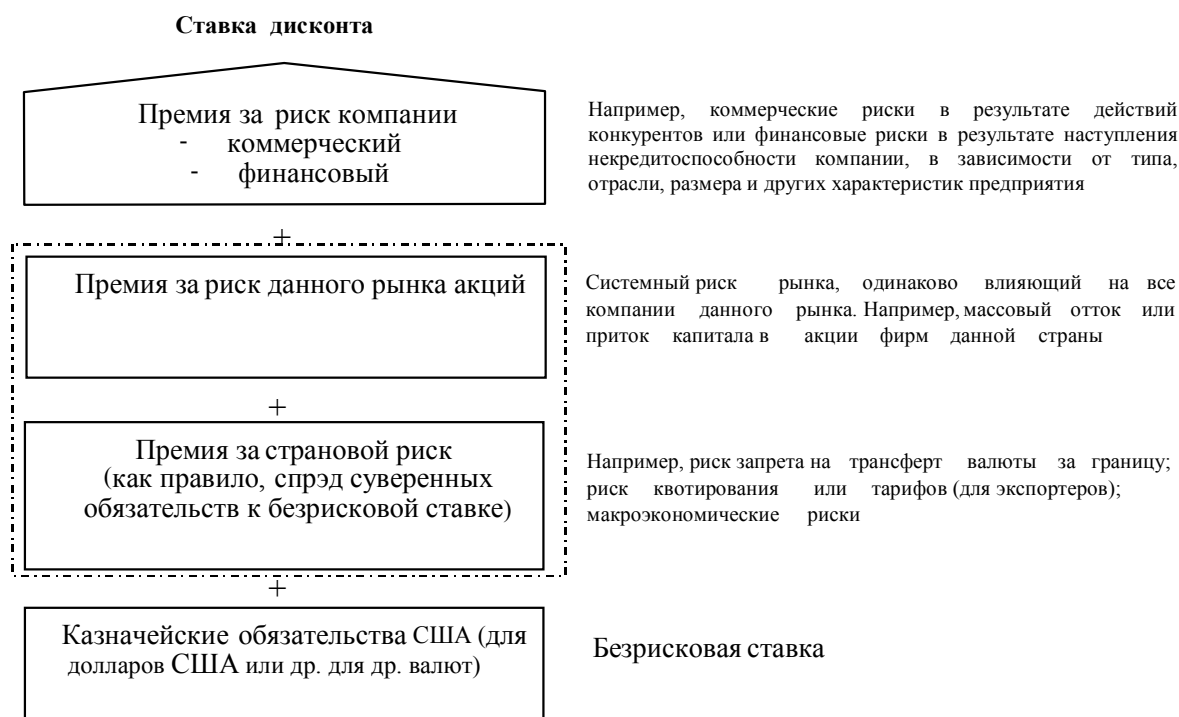 Ставка дисконта
Премия за риск компании
- коммерческий
- финансовый
Например, коммерческие риски в результате действий
конкурентов или финансовые риски в результате наступления
некредитоспособности компании, в зависимости от типа,
отрасли, размера и других характеристик предприятия
+
Премия за риск данного рынка акций
Системный риск рынка, одинаково влияющий на все
компании данного рынка. Например, массовый отток или
приток капитала в акции фирм данной страны
+
Премия за страновой риск
(как правило, спрэд суверенных
обязательств к безрисковой ставке)
Например, риск запрета на трансферт валюты за границу;
риск квотирования или тарифов (для экспортеров);
макроэкономические риски
+
Казначейские обязательства США (для
долларов США или др. для др. валют)
Безрисковая ставка